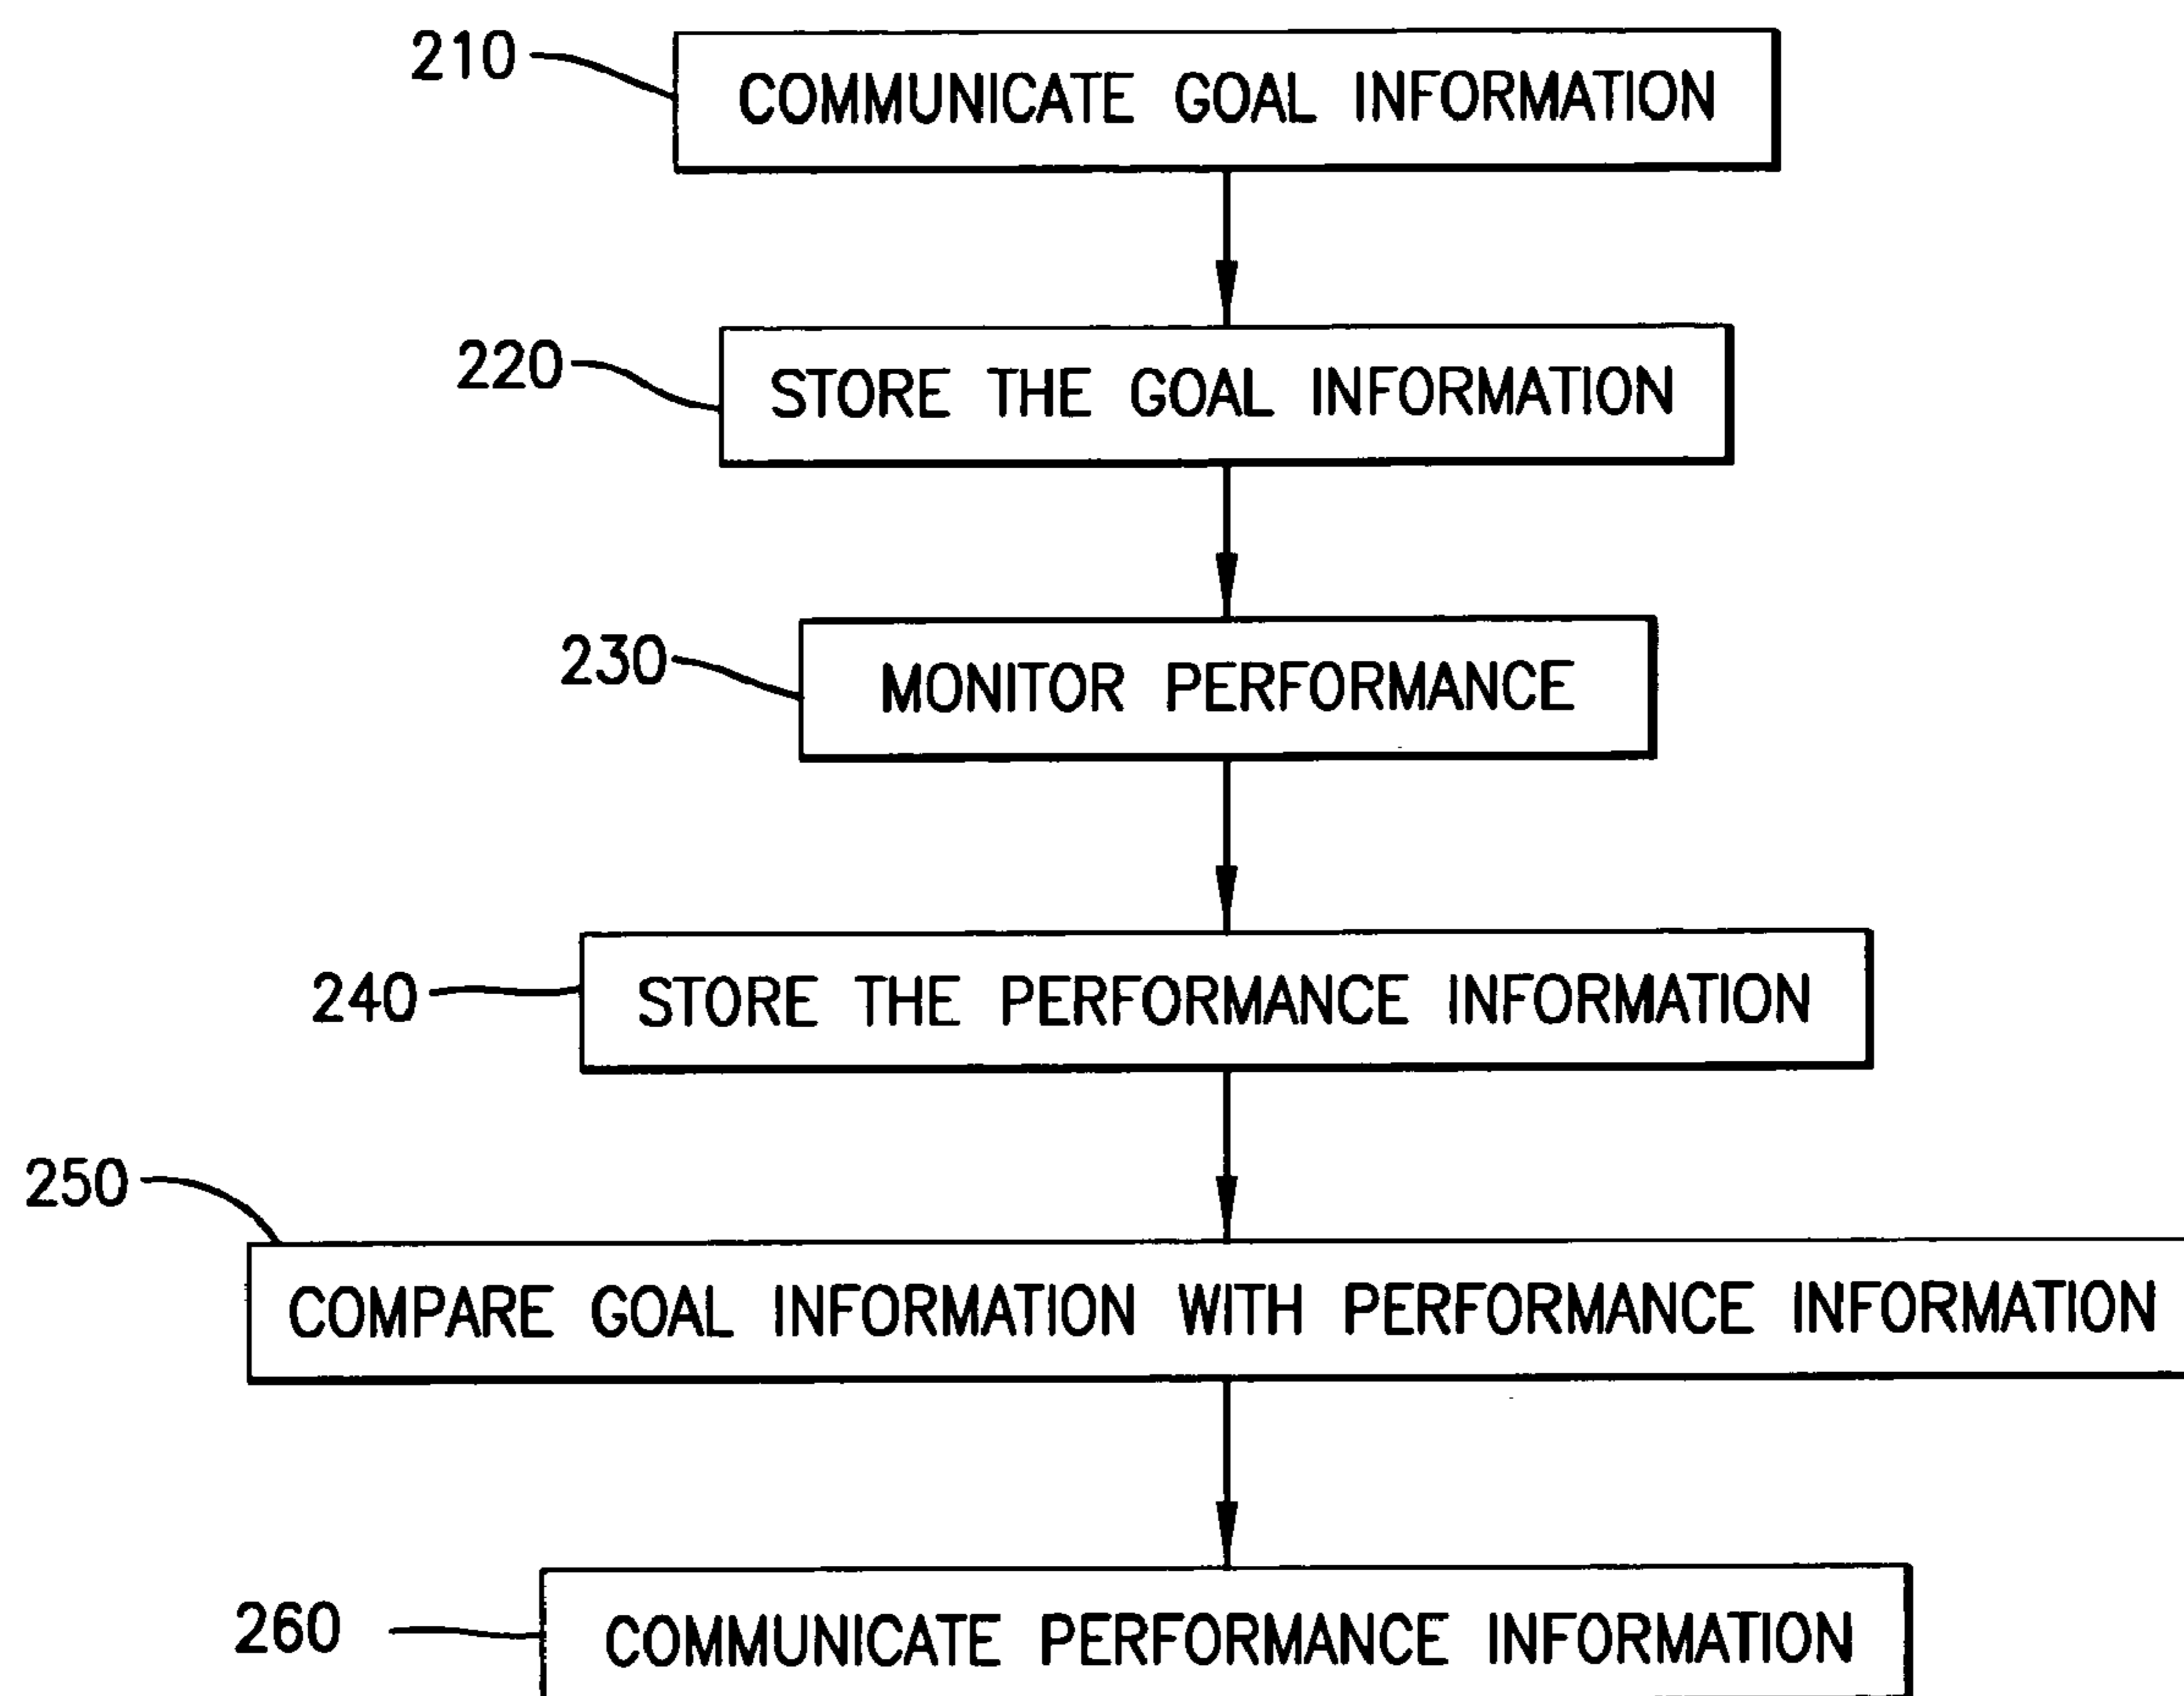 210
COMMUNICATE GOAL INFORMATION
220
STORE THE GOAL INFORMATION
230
MONITOR PERFORMANCE
240
STORE THE PERFORMANCE INFORMATION
250
COMPARE GOAL INFORMATION WITH PERFORMANCE INFORMATION
260
COMMUNICATE PERFORMANCE INFORMATION